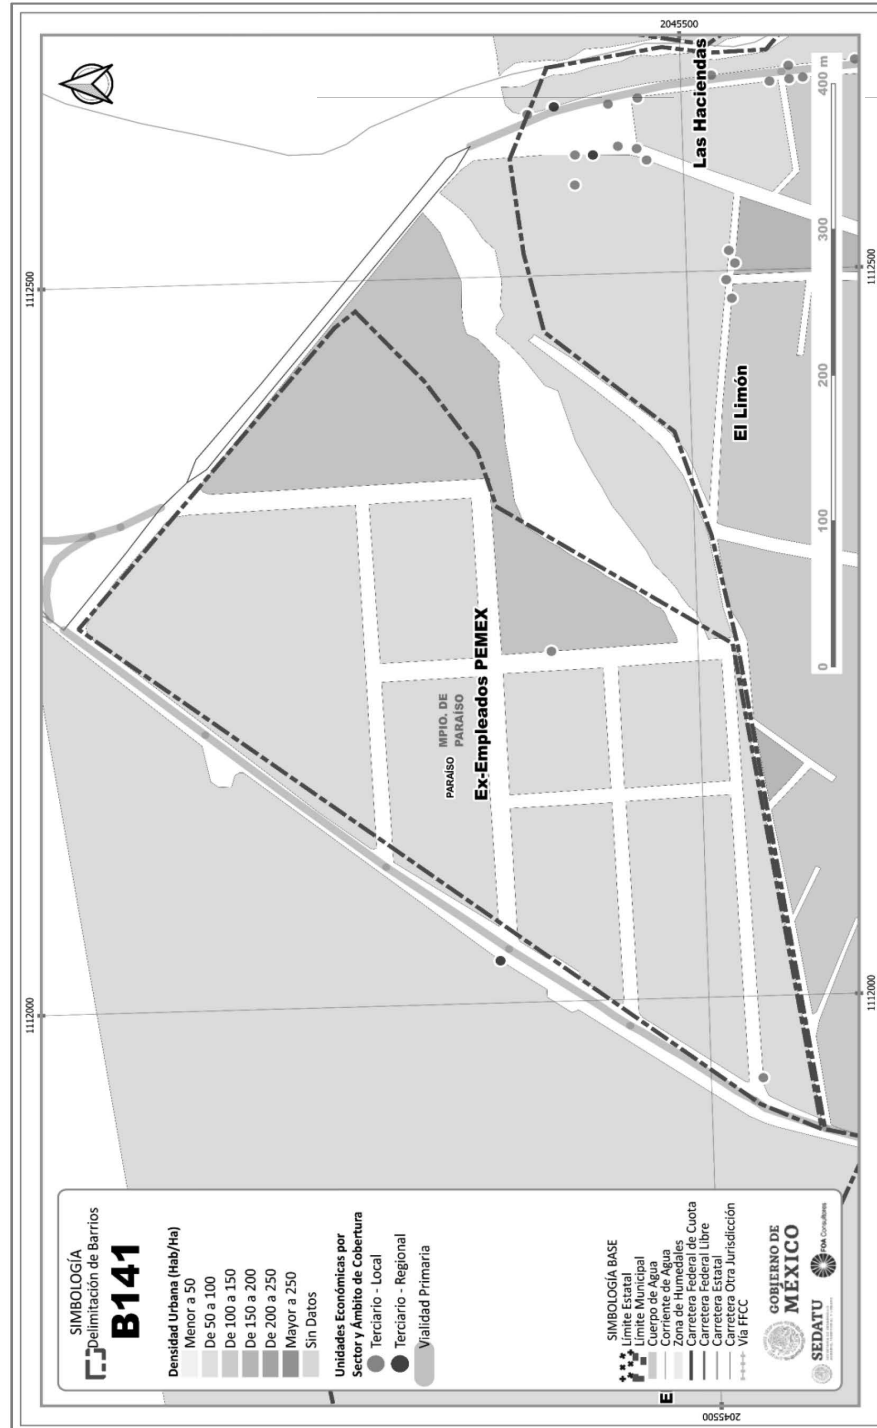 SIMBOLOGÍA
Delimitación de Barrios
B141
Densidad Urbana (Hab/Ha)
Menor a 50
De 50 a 100
De 100 a 150
De 150 a 200
De 200 a 250
Mayor a 250
Sin Datos
Unidades Económicas por
Sector y Ámbito de Cobertura
Terciario - Local
Terciario - Regional
Vialidad Primaria
SIMBOLOGÍA BASE
Límite Estatal
Límite Municipal
Cuerpo de Agua
Corriente de Agua
Zona de Humedales
Carretera Federal de Cuota
Carretera Federal Libre
Carretera Estatal
Carretera Otra Jurisdicción
Vía FFCC
GOBIERNO DE
MÉXICO
SEDATU
FOA Consultores
1112000
1112500
PARAÍSO
MPIO. DE
PARAÍSO
Ex-Empleados PEMEX
El Limón
Las Haciendas
0 100 200 300 400 m
2045500
2045500
1112000
1112500
E